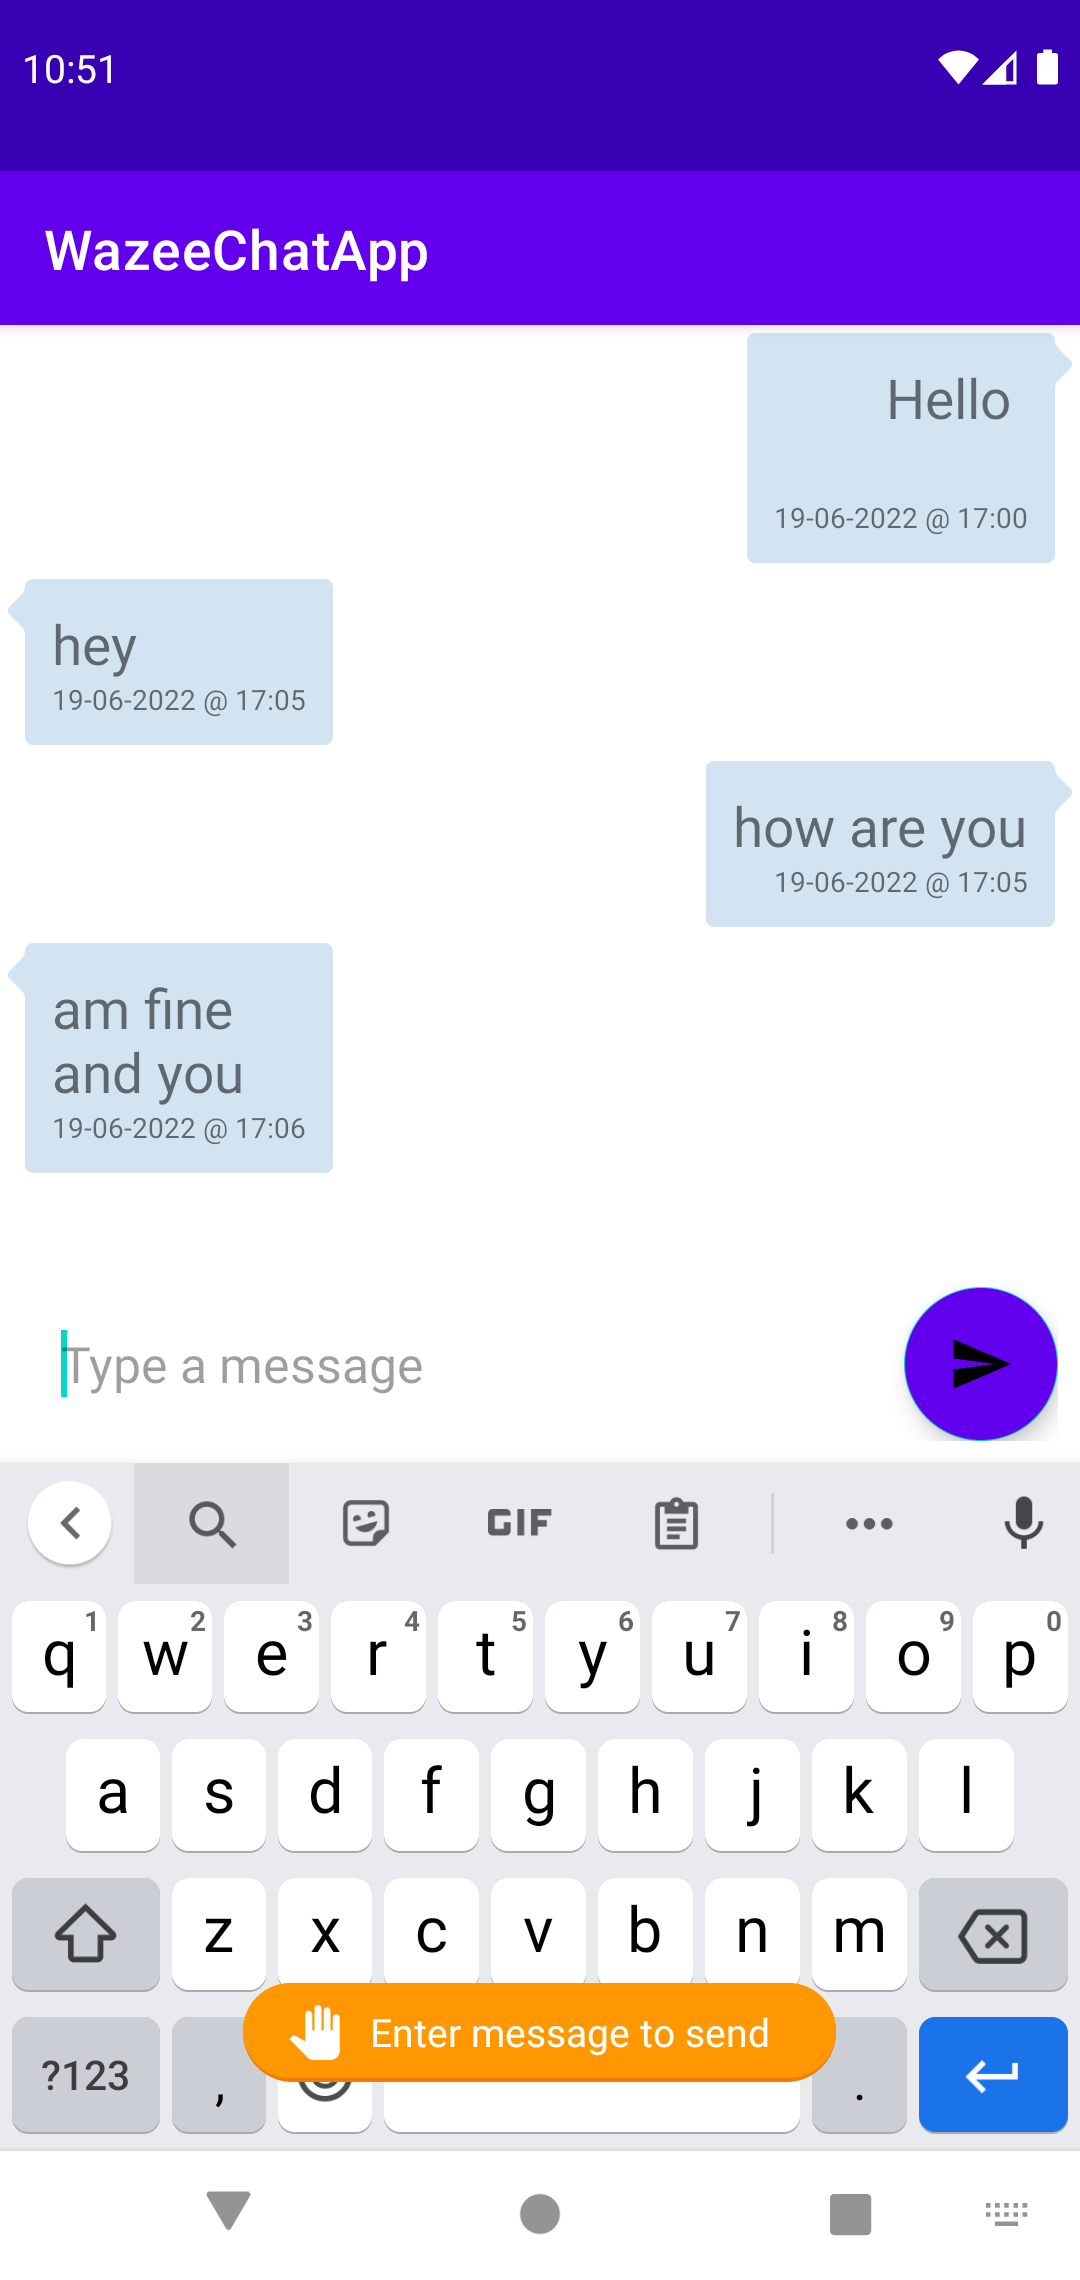 10:51
WazeeChatApp
Hello
19-06-2022 @ 17:00
hey
19-06-2022 @ 17:05
how are you
19-06-2022 @ 17:05
am fine
and you
19-06-2022 @ 17:06
Type a message
GIF
q 1 w 2 e 3 r 4 t 5 y 6 u 7 i 8 o 9 p 0
a s d f g h j k l
z x c v b n m
Enter message to send
?123 , .